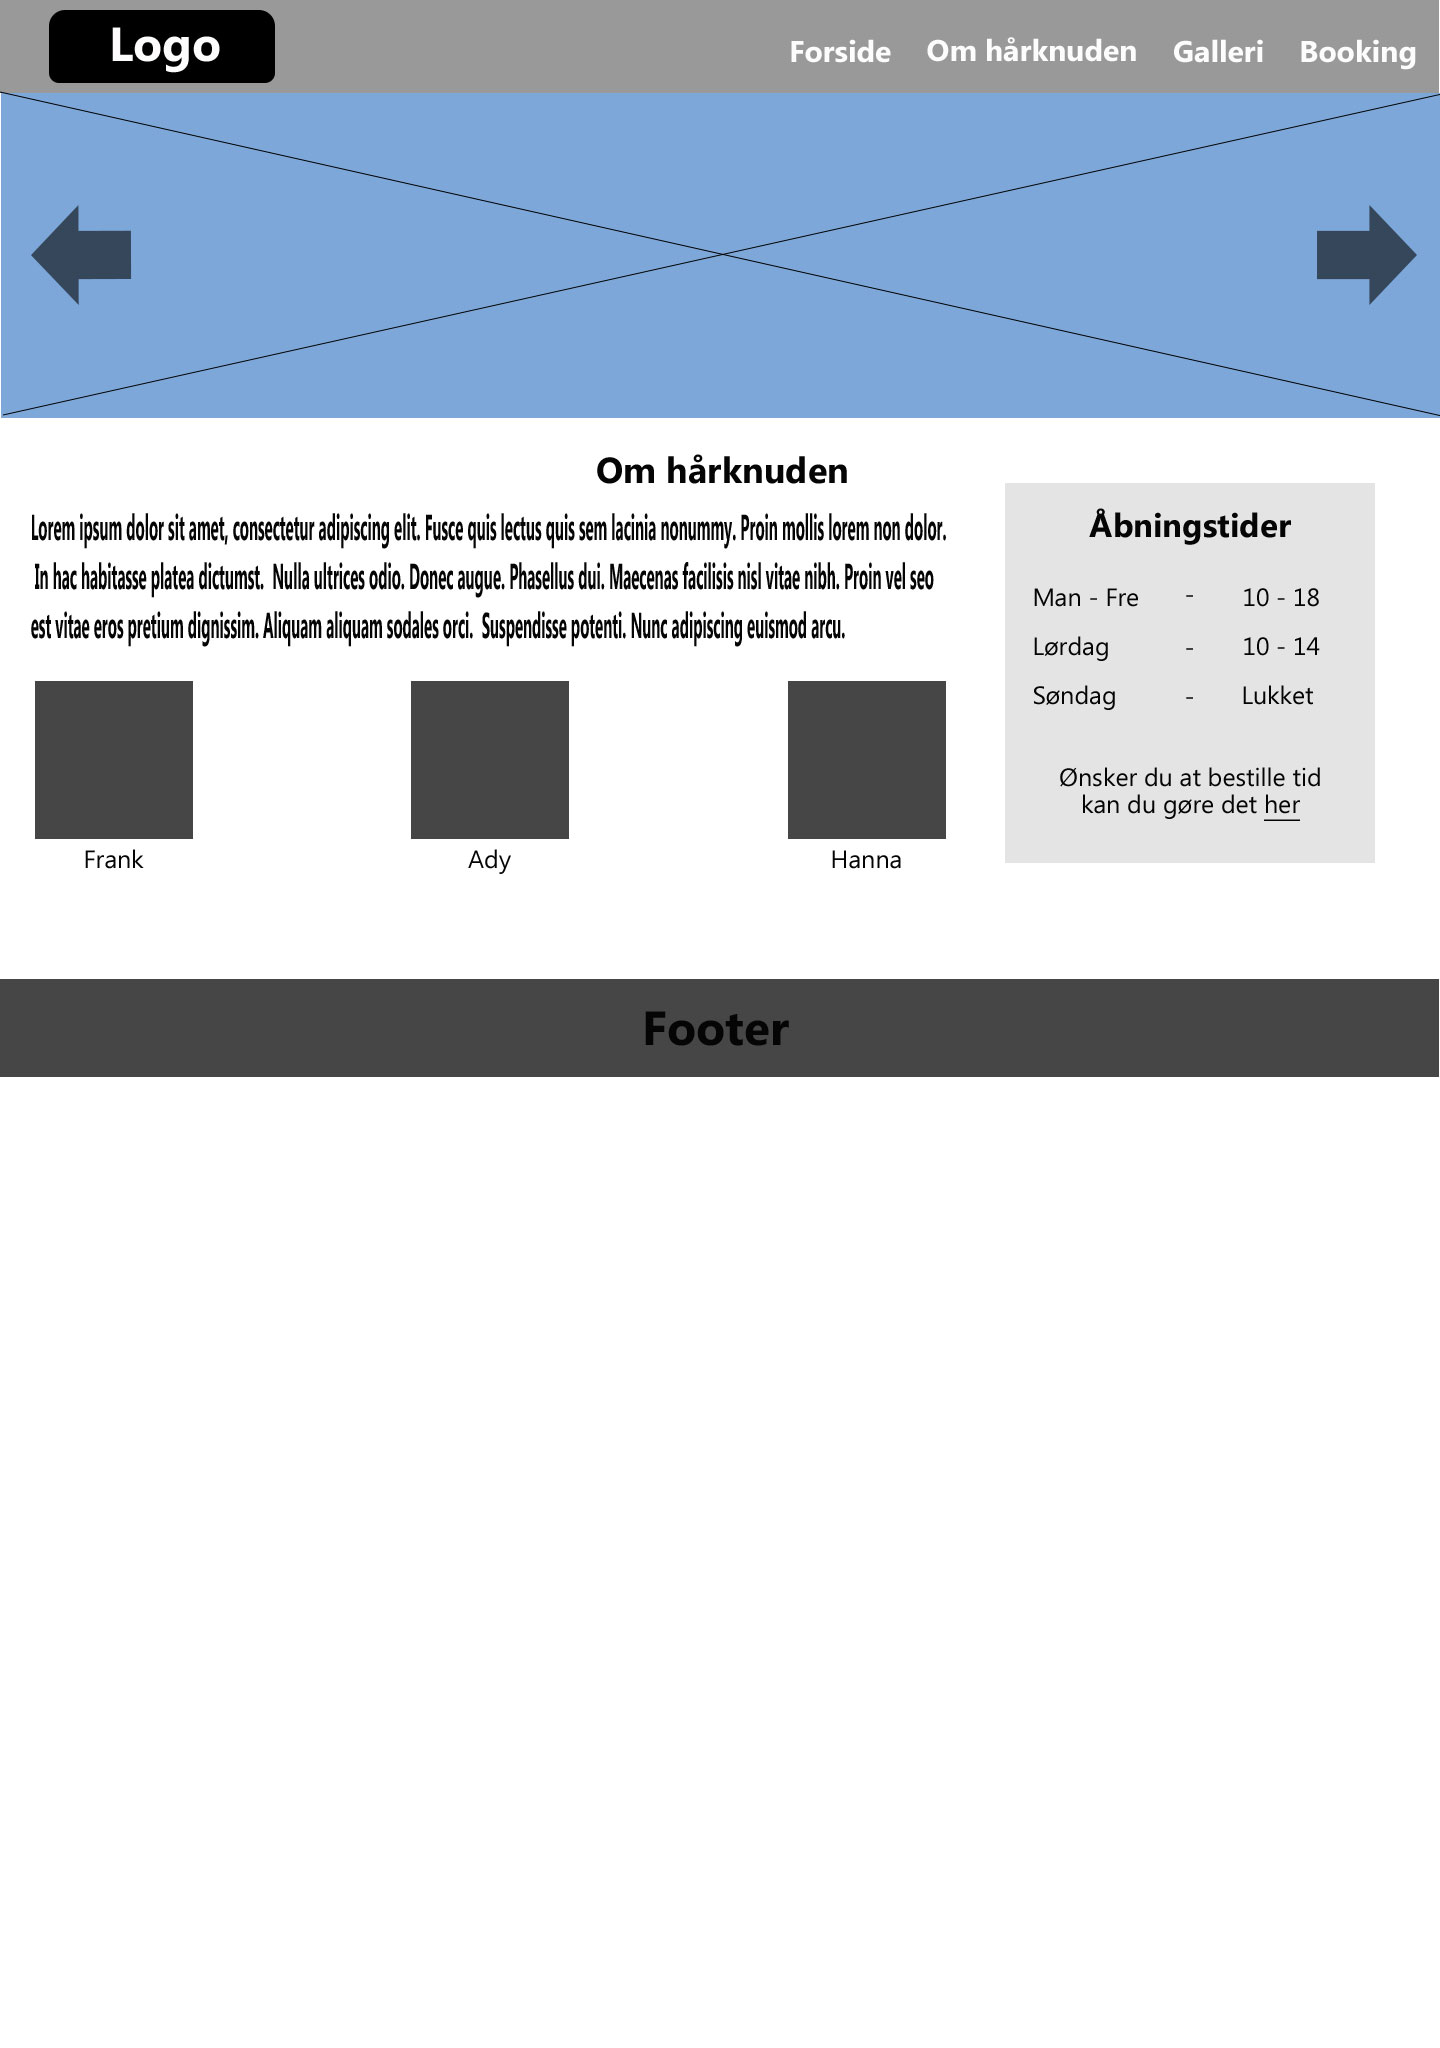 Logo
Forside Om hårknuden Galleri Booking
Om hårknuden
Lorem ipsum dolor sit amet, consectetur adipiscing elit. Fusce quis lectus quis sem lacinia nonummy. Proin mollis lorem non dolor.
In hac habitasse platea dictumst. Nulla ultrices odio. Donec augue. Phasellus dui. Maecenas facilisis nisl vitae nibh. Proin vel seo
est vitae eros pretium dignissim. Aliquam aliquam sodales orci. Suspendisse potenti. Nunc adipiscing euismod arcu.
Frank
Ady
Hanna
Åbningstider
Man - Fre - 10 - 18
Lørdag - 10 - 14
Søndag - Lukket
Ønsker du at bestille tid
kan du gøre det her
Footer